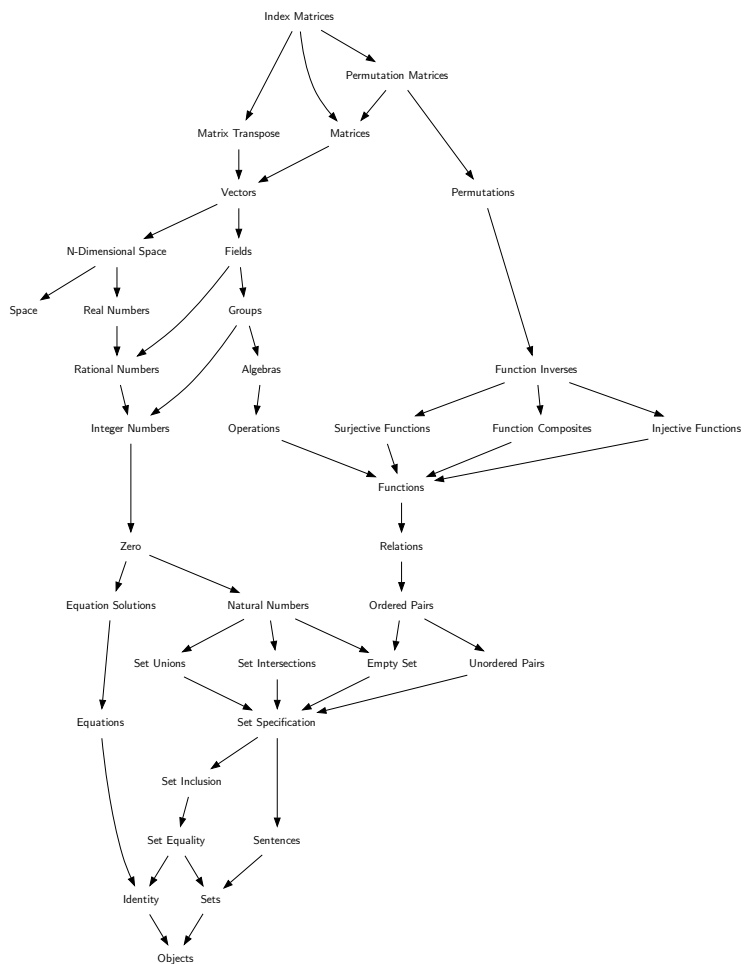 Index Matrices
Permutation Matrices
Matrix Transpose
Matrices
Vectors
Permutations
N-Dimensional Space
Fields
Space
Real Numbers
Groups
Rational Numbers
Algebras
Function Inverses
Integer Numbers
Operations
Surjective Functions
Function Composites
Injective Functions
Functions
Zero
Relations
Equation Solutions
Natural Numbers
Ordered Pairs
Set Unions
Set Intersections
Empty Set
Unordered Pairs
Equations
Set Specification
Set Inclusion
Set Equality
Sentences
Identity
Sets
Objects